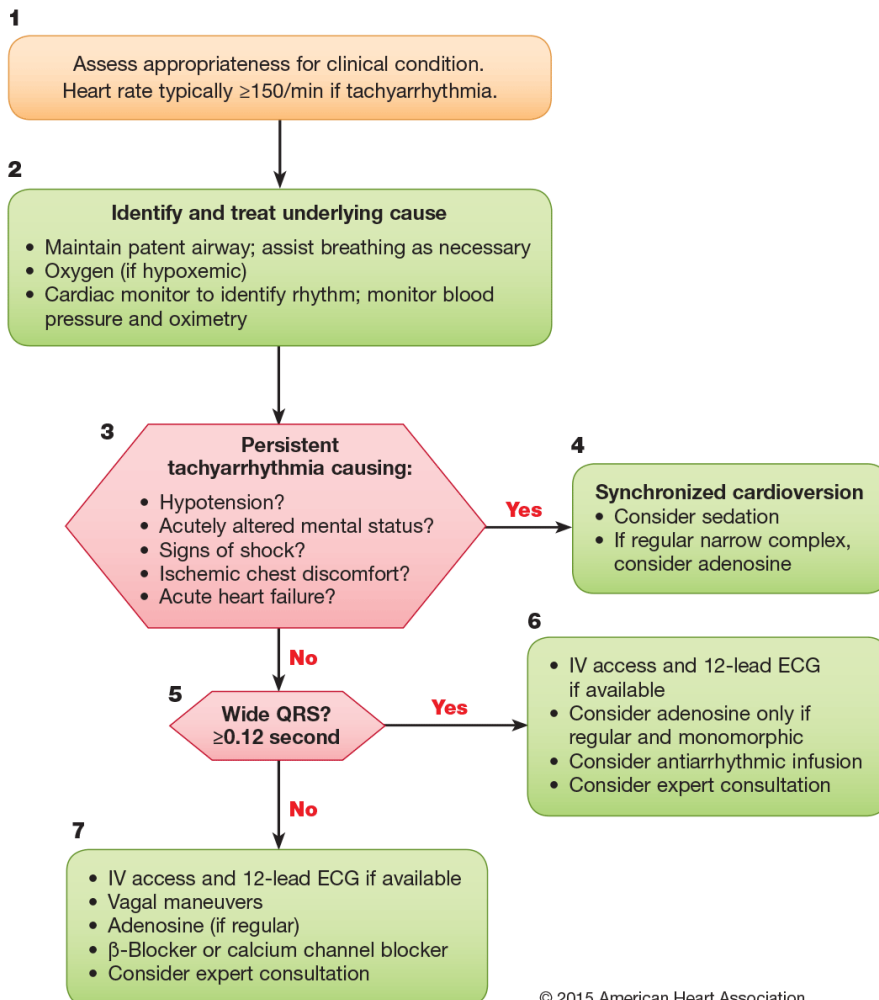 1
Assess appropriateness for clinical condition.
Heart rate typically ≥150/min if tachyarrhythmia.
2
Identify and treat underlying cause
• Maintain patent airway; assist breathing as necessary
• Oxygen (if hypoxemic)
• Cardiac monitor to identify rhythm; monitor blood
pressure and oximetry
3
Persistent
tachyarrhythmia causing:
• Hypotension?
• Acutely altered mental status?
• Signs of shock?
• Ischemic chest discomfort?
• Acute heart failure?
Yes
4
Synchronized cardioversion
• Consider sedation
• If regular narrow complex,
consider adenosine
No
5
Wide QRS?
≥0.12 second
Yes
6
• IV access and 12-lead ECG
if available
• Consider adenosine only if
regular and monomorphic
• Consider antiarrhythmic infusion
• Consider expert consultation
No
7
• IV access and 12-lead ECG if available
• Vagal maneuvers
• Adenosine (if regular)
• β-Blocker or calcium channel blocker
• Consider expert consultation
© 2015 American Heart Association